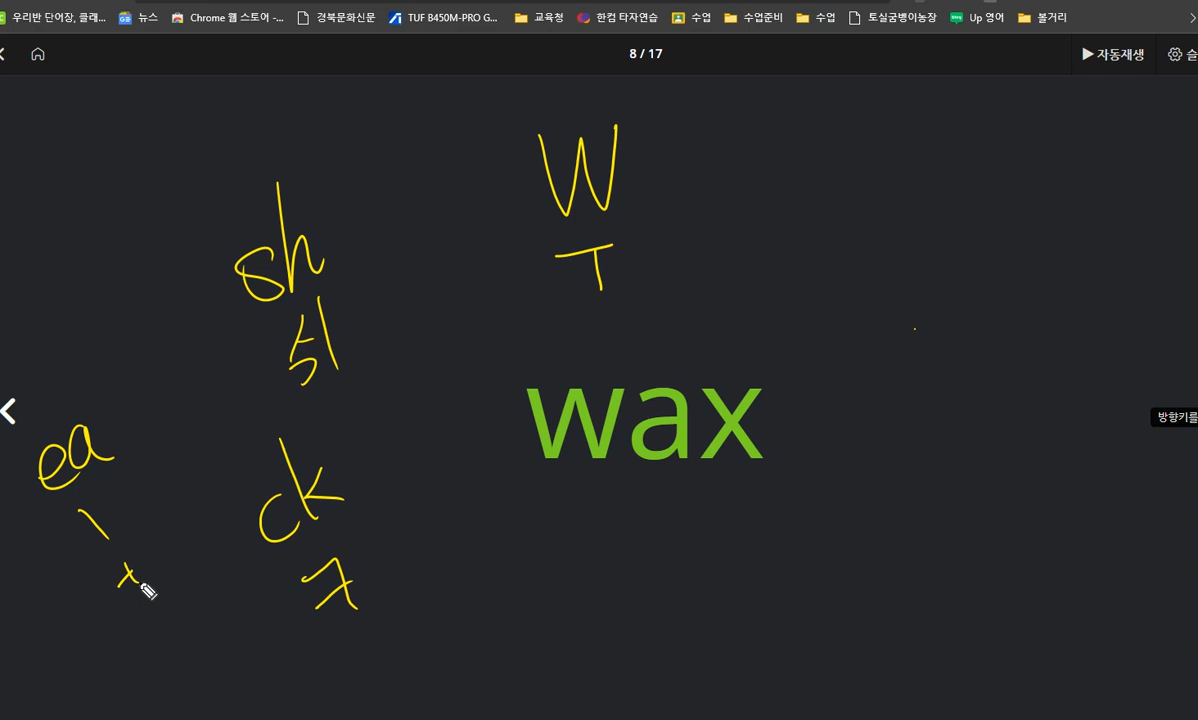 우리반 단어장, 플래... 뉴스 Chrome 웹 스토어 -... 경북문화신문 TUF B450M-PRO G... 교육청 한컴 타자연습 수업 수업준비 수업 토실굼벵이농장 Up 영어 볼거리
8 / 17 ▶ 자동재생 슬
W
ㅜ
sh
쉬
wax
방향키를
ea
ck
ㅋ